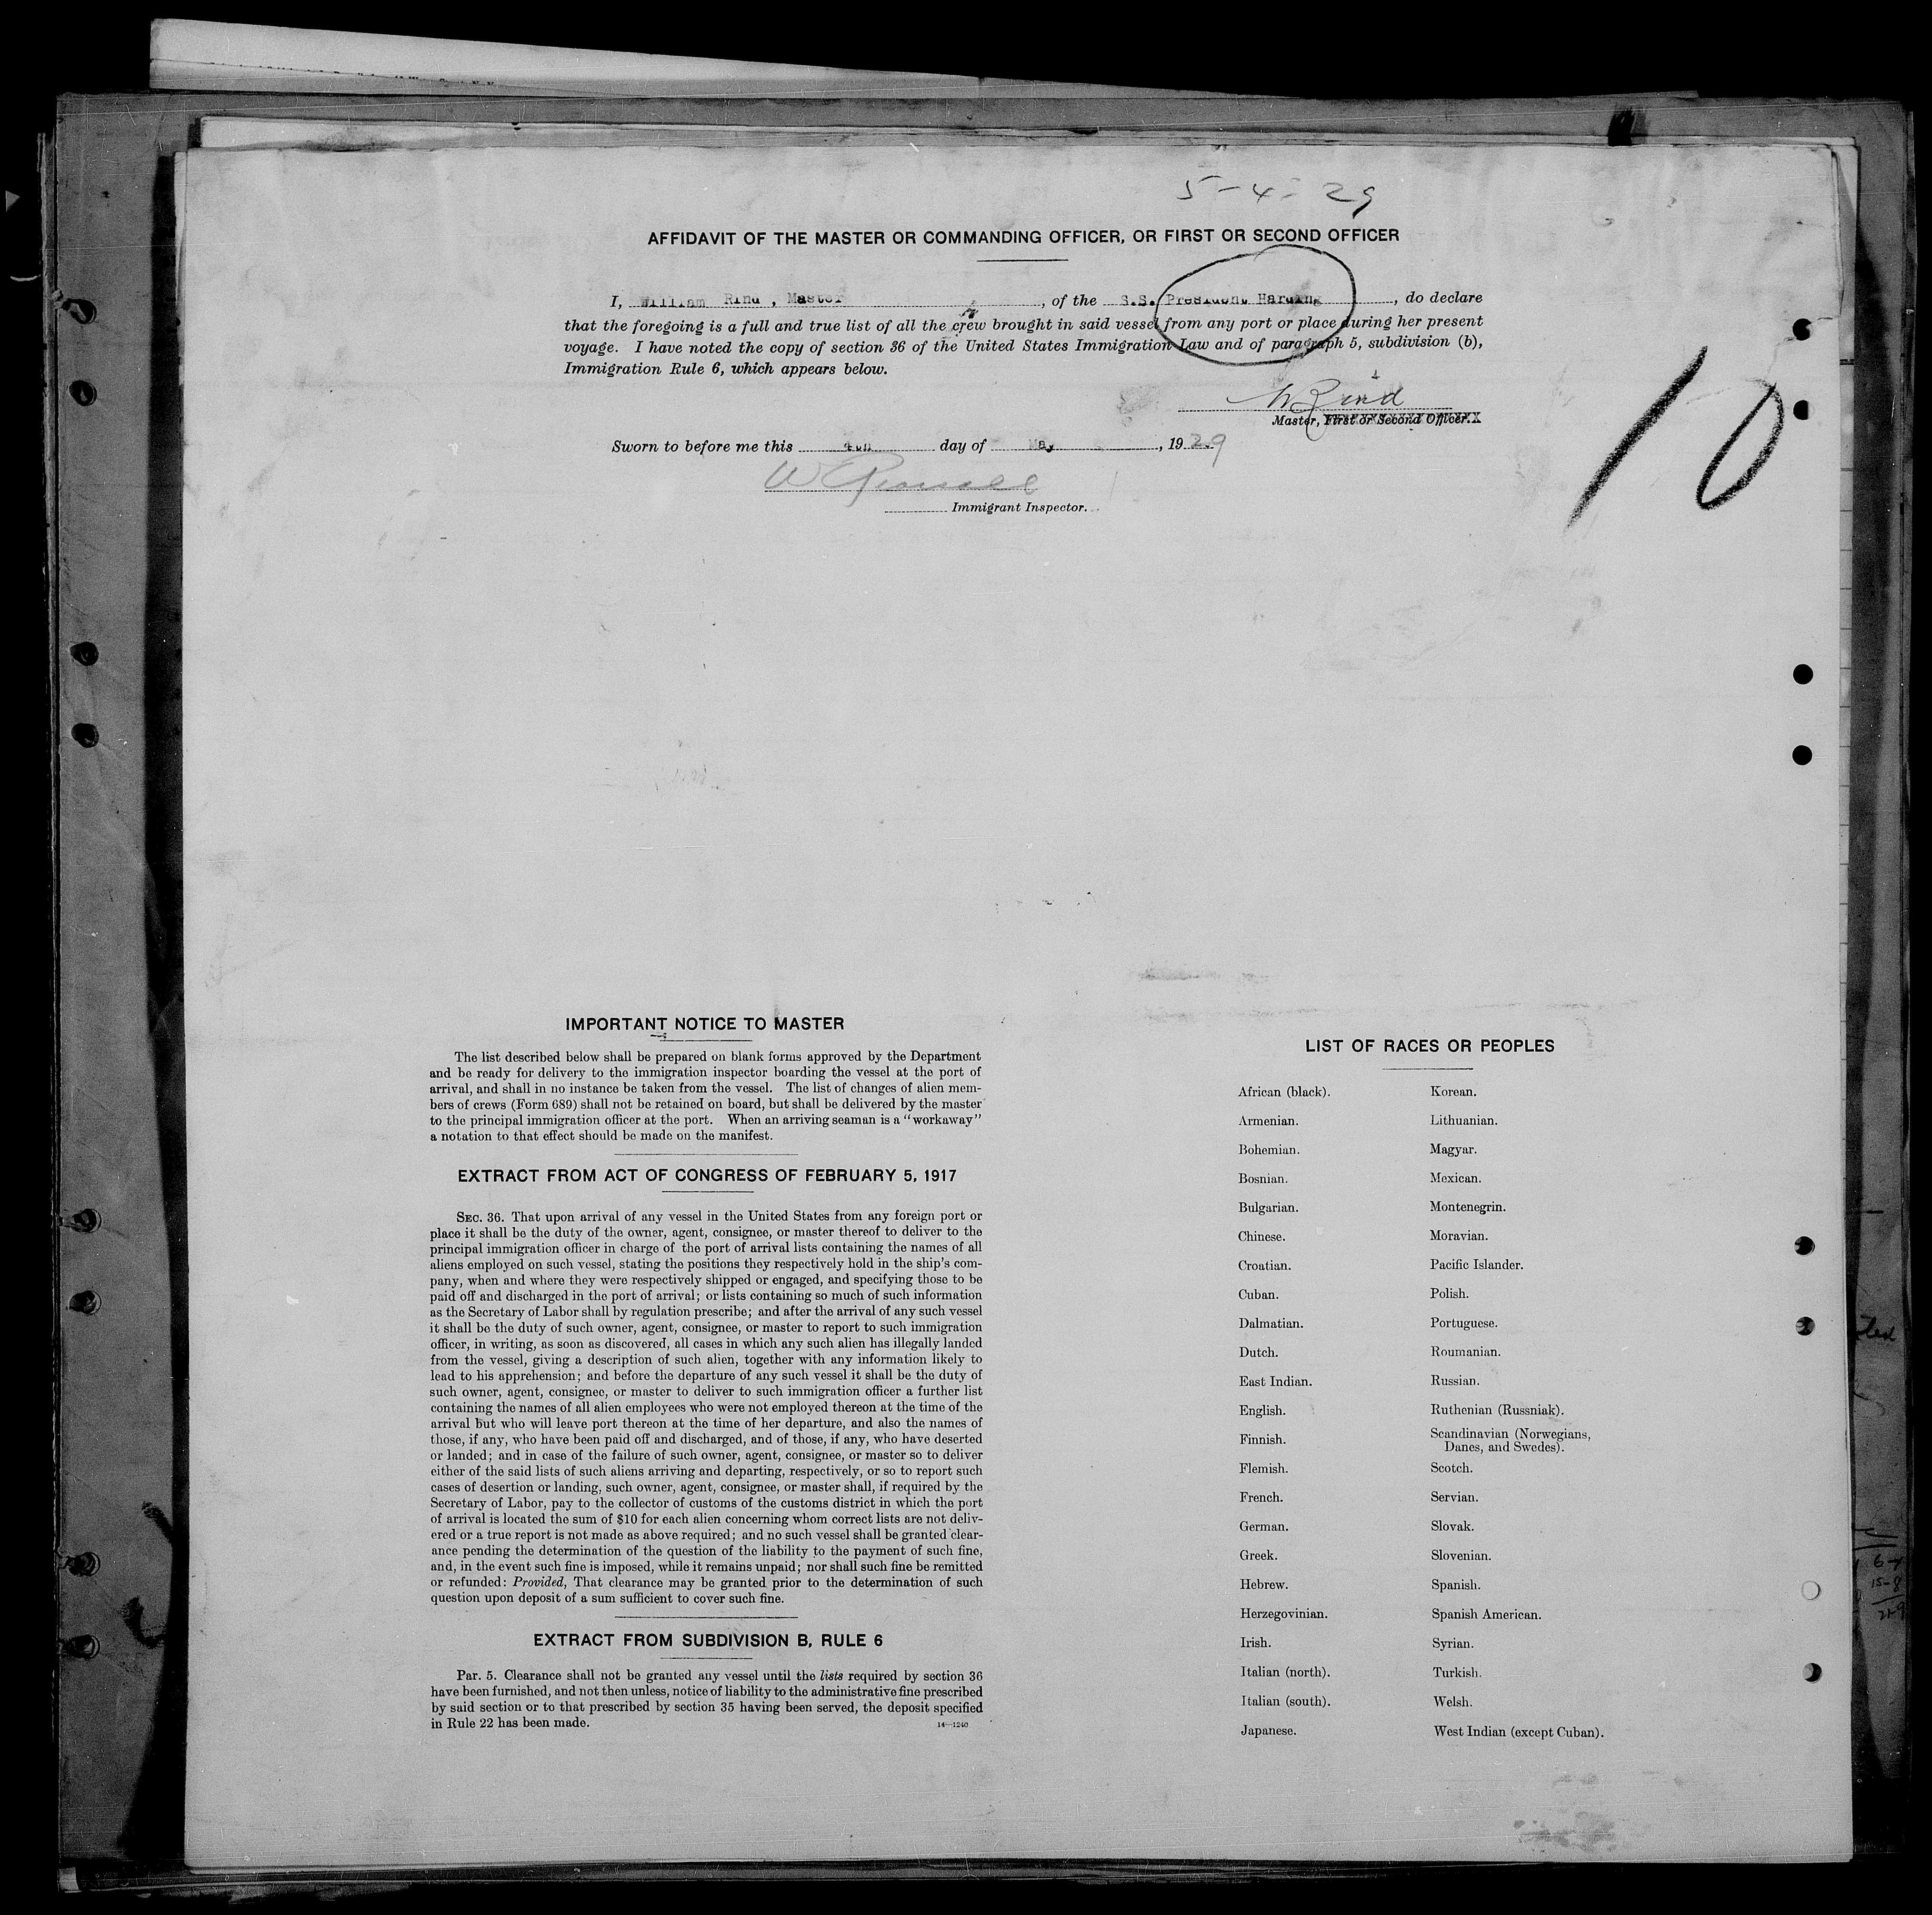 5-4-29
AFFIDAVIT OF THE MASTER OR COMMANDING OFFICER, OR FIRST OR SECOND OFFICER
I, William Rind, Master, of the S.S. President Harding, do declare
that the foregoing is a full and true list of all the crew brought in said vessel from any port or place during her present
voyage. I have noted the copy of section 36 of the United States Immigration Law and of paragraph 5, subdivision (b),
Immigration Rule 6, which appears below.
W Rind
Master, First or Second Officer.
10
Sworn to before me this 4th day of May, 1929
W
Immigrant Inspector.
IMPORTANT NOTICE TO MASTER
The list described below shall be prepared on blank forms approved by the Department
and be ready for delivery to the immigration inspector boarding the vessel at the port of
arrival, and shall in no instance be taken from the vessel. The list of changes of alien mem-
bers of crews (Form 689) shall not be retained on board, but shall be delivered by the master
to the principal immigration officer at the port. When an arriving seaman is a "workaway"
a notation to that effect should be made on the manifest.
EXTRACT FROM ACT OF CONGRESS OF FEBRUARY 5, 1917
SEC. 36. That upon arrival of any vessel in the United States from any foreign port or
place it shall be the duty of the owner, agent, consignee, or master thereof to deliver to the
principal immigration officer in charge of the port of arrival lists containing the names of all
aliens employed on such vessel, stating the positions they respectively hold in the ship's com-
pany, when and where they were respectively shipped or engaged, and specifying those to be
paid off and discharged in the port of arrival; or lists containing so much of such information
as the Secretary of Labor shall by regulation prescribe; and after the arrival of any such vessel
it shall be the duty of such owner, agent, consignee, or master to report to such immigration
officer, in writing, as soon as discovered, all cases in which any such alien has illegally landed
from the vessel, giving a description of such alien, together with any information likely to
lead to his apprehension; and before the departure of any such vessel it shall be the duty of
such owner, agent, consignee, or master to deliver to such immigration officer a further list
containing the names of all alien employees who were not employed thereon at the time of the
arrival but who will leave port thereon at the time of her departure, and also the names of
those, if any, who have been paid off and discharged, and of those, if any, who have deserted
or landed; and in case of the failure of such owner, agent, consignee, or master so to deliver
either of the said lists of such aliens arriving and departing, respectively, or so to report such
cases of desertion or landing, such owner, agent, consignee, or master shall, if required by the
Secretary of Labor, pay to the collector of customs of the customs district in which the port
of arrival is located the sum of $10 for each alien concerning whom correct lists are not deliv-
ered or a true report is not made as above required; and no such vessel shall be granted clear-
ance pending the determination of the question of the liability to the payment of such fine,
and, in the event such fine is imposed, while it remains unpaid; nor shall such fine be remitted
or refunded: Provided, That clearance may be granted prior to the determination of such
question upon deposit of a sum sufficient to cover such fine.
EXTRACT FROM SUBDIVISION B, RULE 6
Par. 5. Clearance shall not be granted any vessel until the lists required by section 36
have been furnished, and not then unless, notice of liability to the administrative fine prescribed
by said section or to that prescribed by section 35 having been served, the deposit specified
in Rule 22 has been made.
14-1240
LIST OF RACES OR PEOPLES
African (black).
Armenian.
Bohemian.
Bosnian.
Bulgarian.
Chinese.
Croatian.
Cuban.
Dalmatian.
Dutch.
East Indian.
English.
Finnish.
Flemish.
French.
German.
Greek.
Hebrew.
Herzegovinian.
Irish.
Italian (north).
Italian (south).
Japanese.
Korean.
Lithuanian.
Magyar.
Mexican.
Montenegrin.
Moravian.
Pacific Islander.
Polish.
Portuguese.
Roumanian.
Russian.
Ruthenian (Russniak).
Scandinavian (Norwegians,
Danes, and Swedes).
Scotch.
Servian.
Slovak.
Slovenian.
Spanish.
Spanish American.
Syrian.
Turkish.
Welsh.
West Indian (except Cuban).